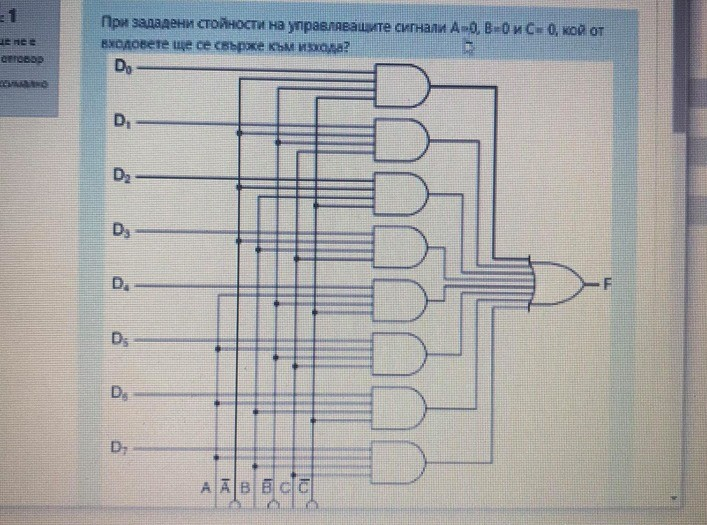 : 1
При зададени стойности на управляващите сигнали A=0, B=0 и C= 0, кой от
входовете ще се свърже към изхода?
D₀
D₁
D₂
D₃
D₄
D₅
D₆
D₇
F
A A̅ B B̅ C C̅